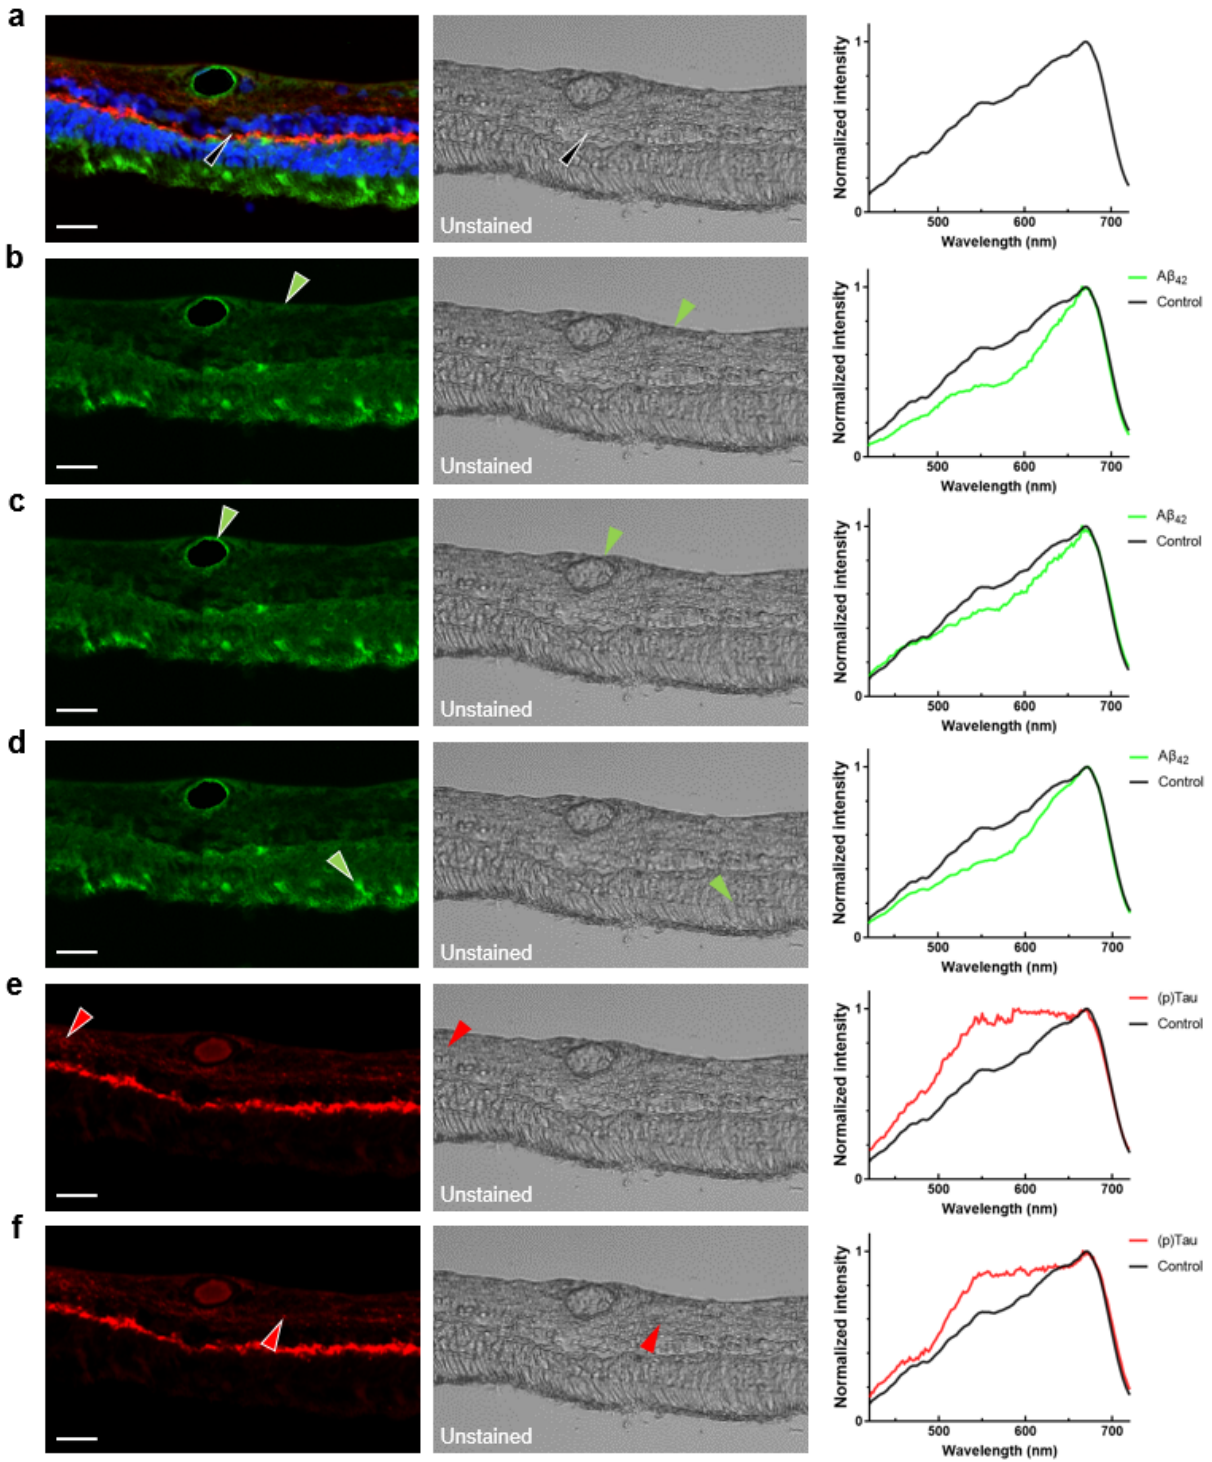 a
Unstained
Normalized intensity
1
0
500
600
700
Wavelength (nm)
b
Unstained
Normalized intensity
1
0
500
600
700
Wavelength (nm)
Aβ₄₂
Control
c
Unstained
Normalized intensity
1
0
500
600
700
Wavelength (nm)
Aβ₄₂
Control
d
Unstained
Normalized intensity
1
0
500
600
700
Wavelength (nm)
Aβ₄₂
Control
e
Unstained
Normalized intensity
1
0
500
600
700
Wavelength (nm)
(p)Tau
Control
f
Unstained
Normalized intensity
1
0
500
600
700
Wavelength (nm)
(p)Tau
Control